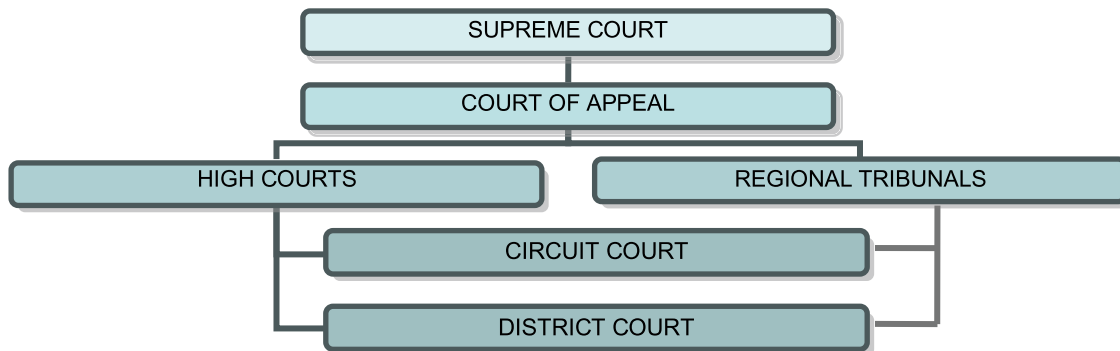 SUPREME COURT
COURT OF APPEAL
HIGH COURTS
REGIONAL TRIBUNALS
CIRCUIT COURT
DISTRICT COURT